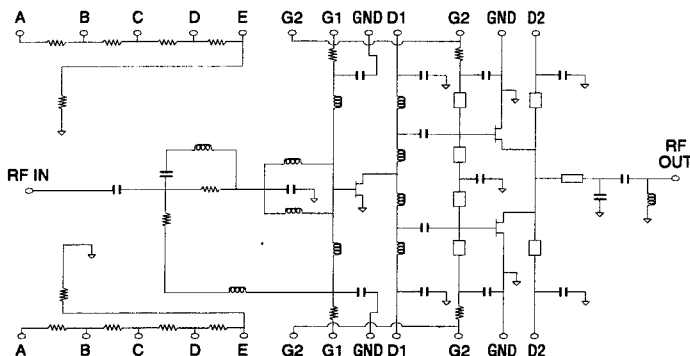 A B C D E G2 G1 GND D1 G2 GND D2
RF IN
RF
OUT
A B C D E G2 G1 GND D1 G2 GND D2